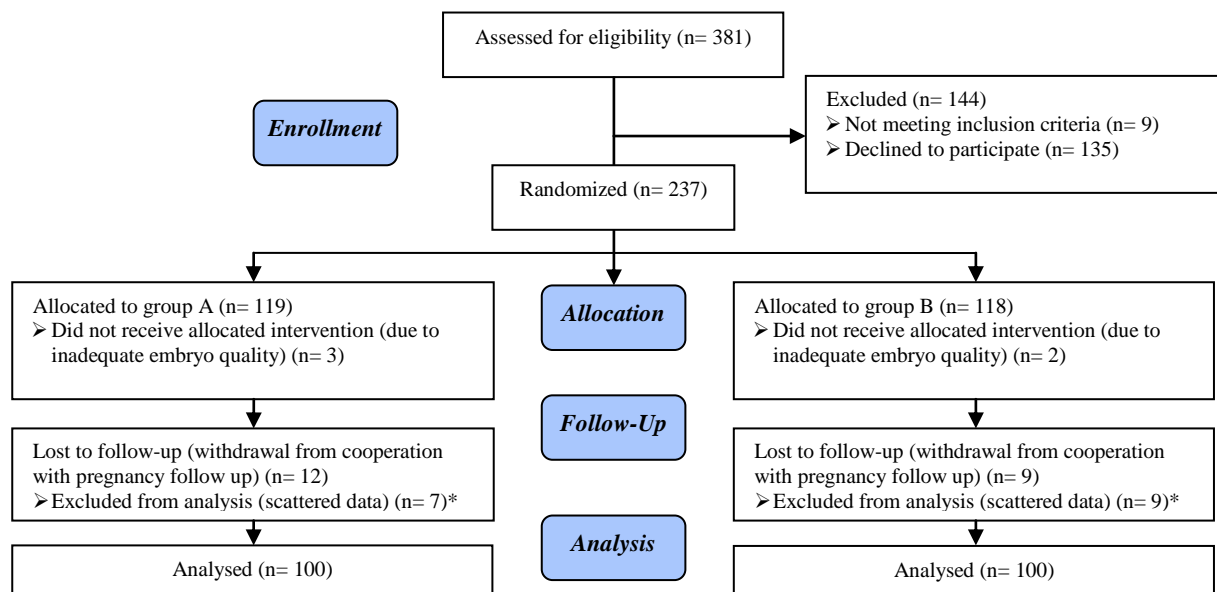 Assessed for eligibility (n= 381)
Enrollment
Excluded (n= 144)
➢ Not meeting inclusion criteria (n= 9)
➢ Declined to participate (n= 135)
Randomized (n= 237)
Allocated to group A (n= 119)
➢ Did not receive allocated intervention (due to
inadequate embryo quality) (n= 3)
Allocation
Allocated to group B (n= 118)
➢ Did not receive allocated intervention (due to
inadequate embryo quality) (n= 2)
Follow-Up
Lost to follow-up (withdrawal from cooperation
with pregnancy follow up) (n= 12)
➢ Excluded from analysis (scattered data) (n= 7)*
Lost to follow-up (withdrawal from cooperation
with pregnancy follow up) (n= 9)
➢ Excluded from analysis (scattered data) (n= 9)*
Analysis
Analysed (n= 100)
Analysed (n= 100)